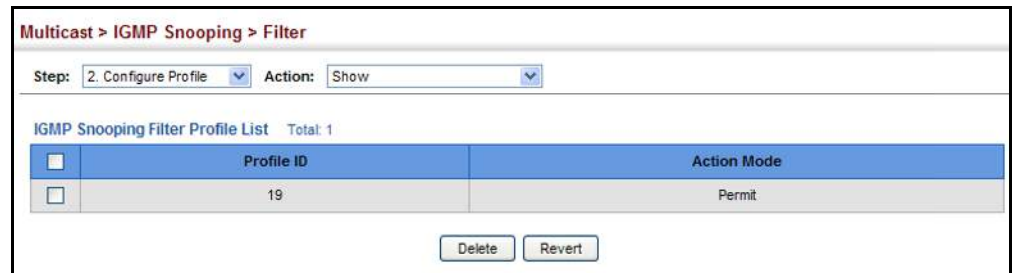 Multicast > IGMP Snooping > Filter
Step: 2. Configure Profile Action: Show
IGMP Snooping Filter Profile List Total: 1
Profile ID Action Mode
19 Permit
Delete Revert